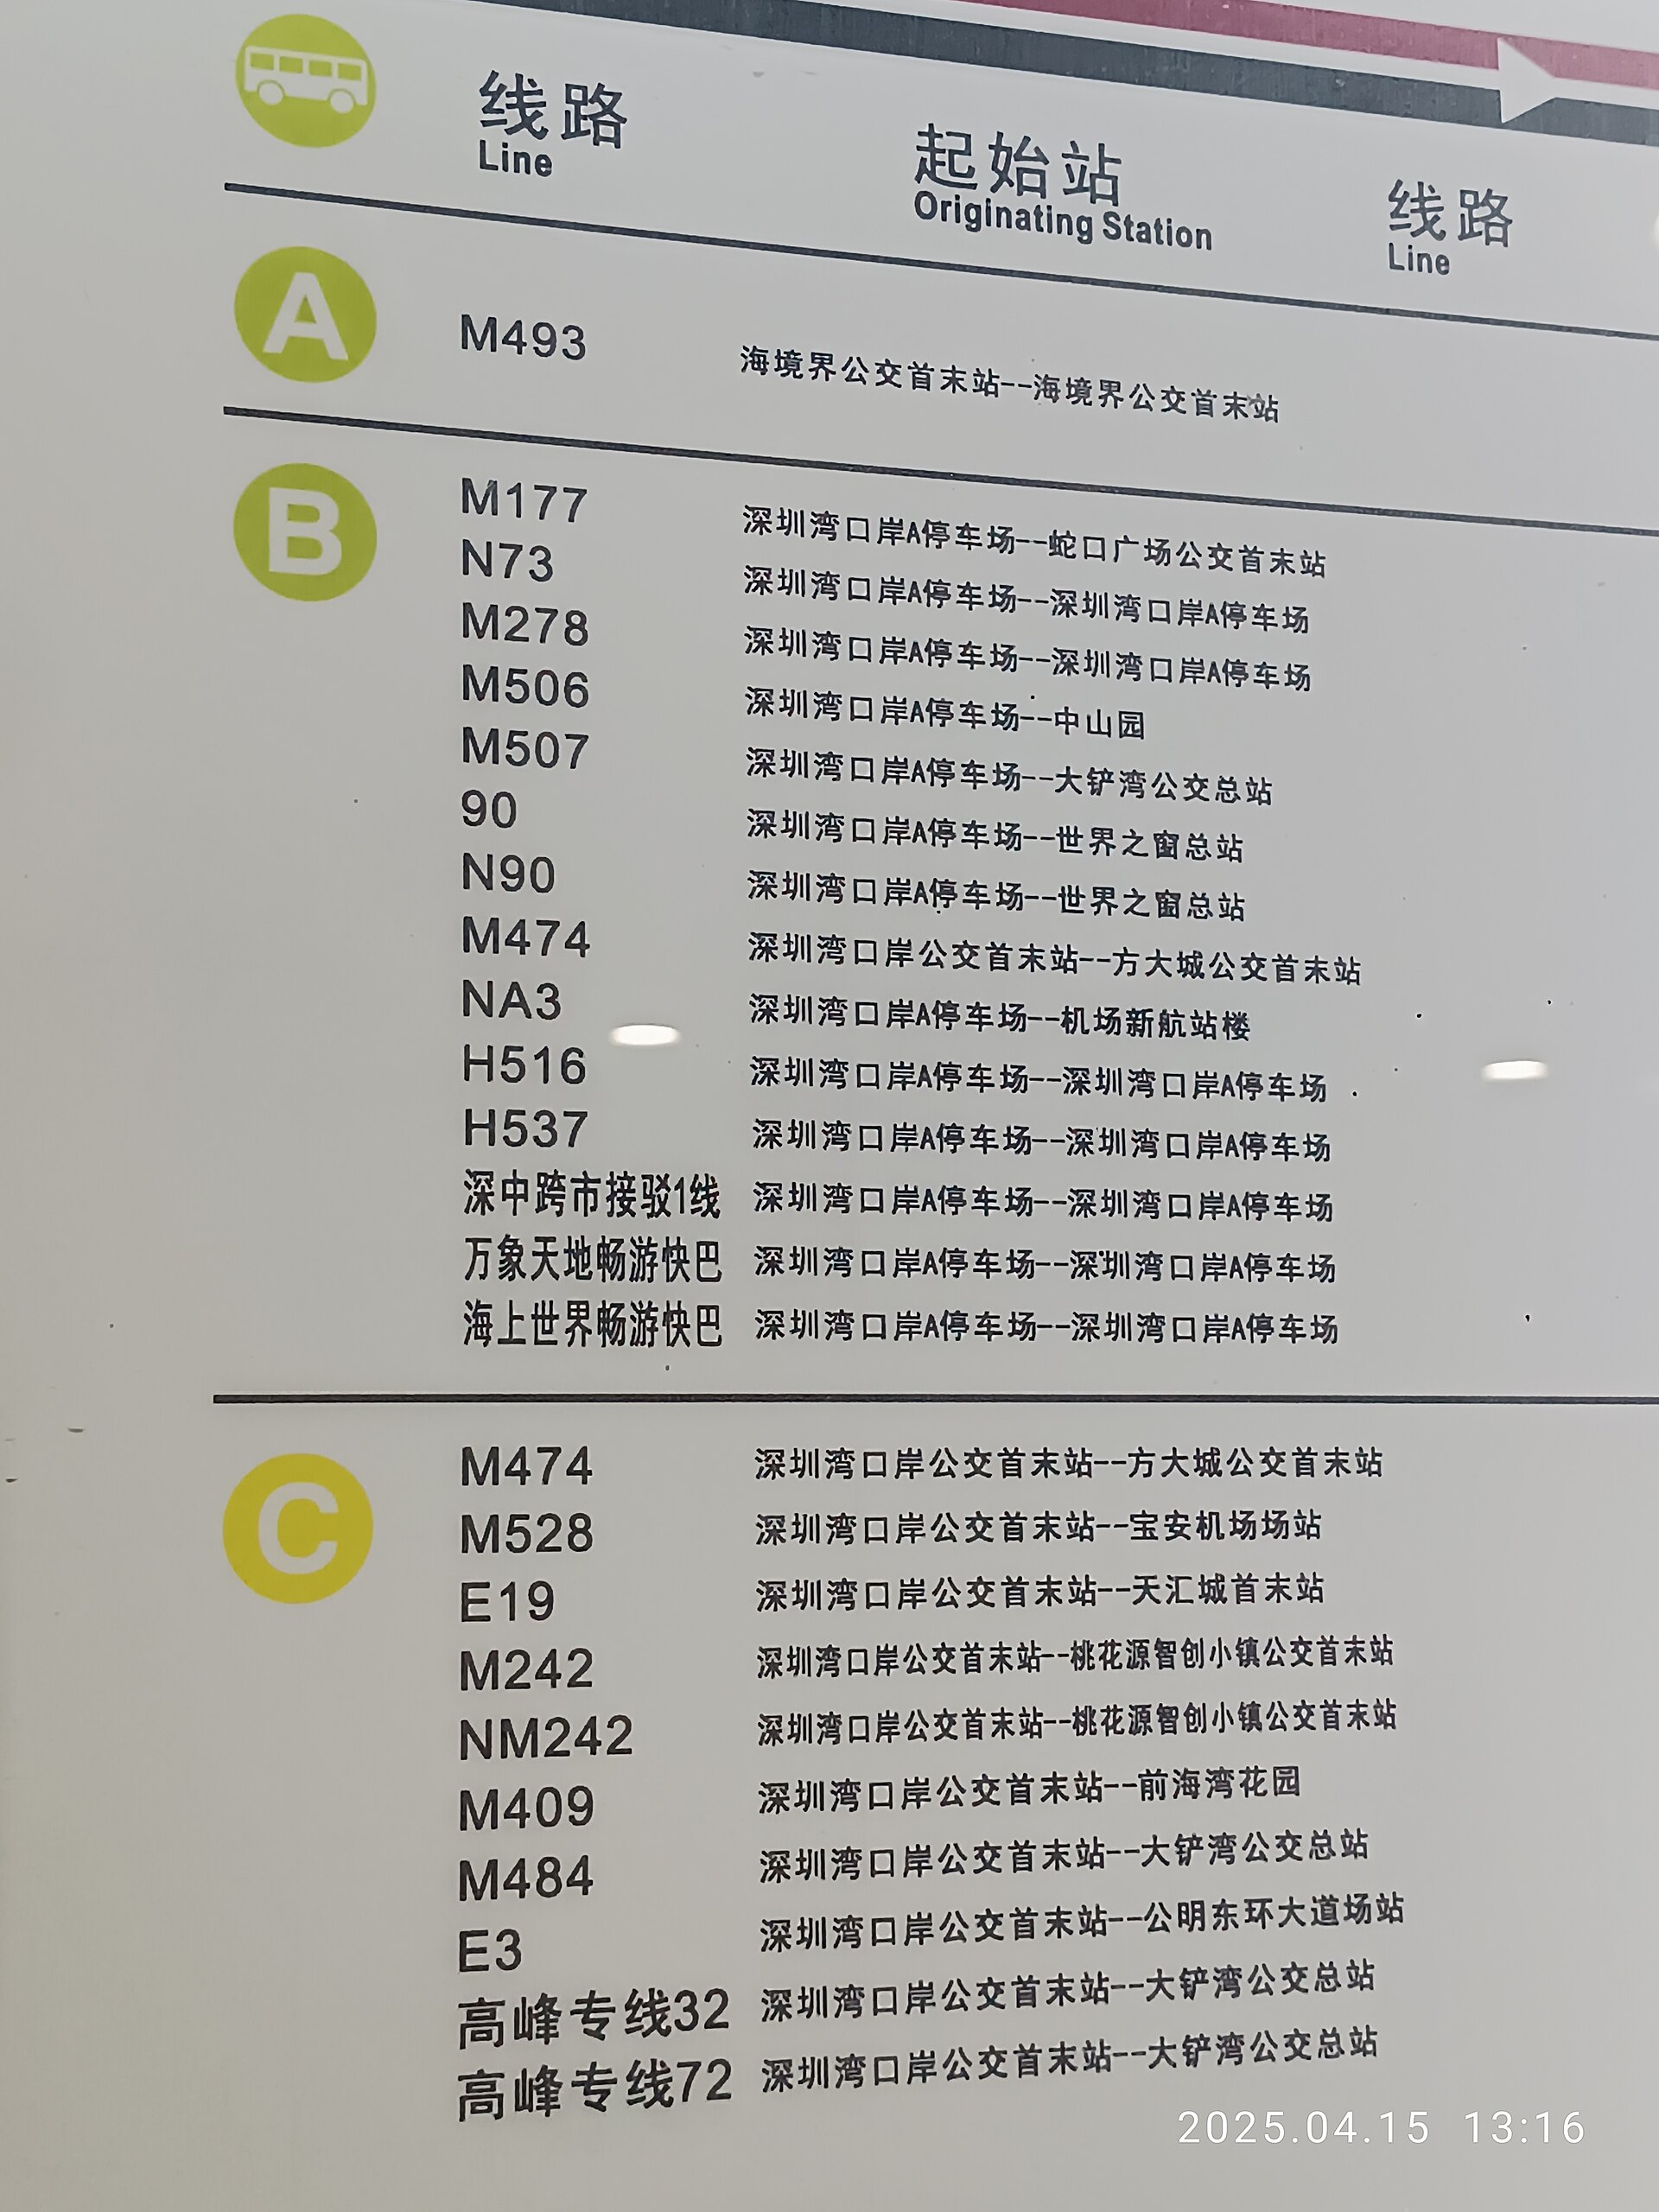 线路 起始站 线路
Line Originating Station Line
A M493 海境界公交首末站--海境界公交首末站
B M177 深圳湾口岸A停车场--蛇口广场公交首末站
N73 深圳湾口岸A停车场--深圳湾口岸A停车场
M278 深圳湾口岸A停车场--深圳湾口岸A停车场
M506 深圳湾口岸A停车场--中山园
M507 深圳湾口岸A停车场--大铲湾公交总站
90 深圳湾口岸A停车场--世界之窗总站
N90 深圳湾口岸A停车场--世界之窗总站
M474 深圳湾口岸公交首末站--方大城公交首末站
NA3 深圳湾口岸A停车场--机场新航站楼
H516 深圳湾口岸A停车场--深圳湾口岸A停车场
H537 深圳湾口岸A停车场--深圳湾口岸A停车场
深中跨市接驳1线 深圳湾口岸A停车场--深圳湾口岸A停车场
万象天地畅游快巴 深圳湾口岸A停车场--深圳湾口岸A停车场
海上世界畅游快巴 深圳湾口岸A停车场--深圳湾口岸A停车场
C M474 深圳湾口岸公交首末站--方大城公交首末站
M528 深圳湾口岸公交首末站--宝安机场场站
E19 深圳湾口岸公交首末站--天汇城首末站
M242 深圳湾口岸公交首末站--桃花源智创小镇公交首末站
NM242 深圳湾口岸公交首末站--桃花源智创小镇公交首末站
M409 深圳湾口岸公交首末站--前海湾花园
M484 深圳湾口岸公交首末站--大铲湾公交总站
E3 深圳湾口岸公交首末站--公明东环大道场站
高峰专线32 深圳湾口岸公交首末站--大铲湾公交总站
高峰专线72 深圳湾口岸公交首末站--大铲湾公交总站
2025.04.15 13:16